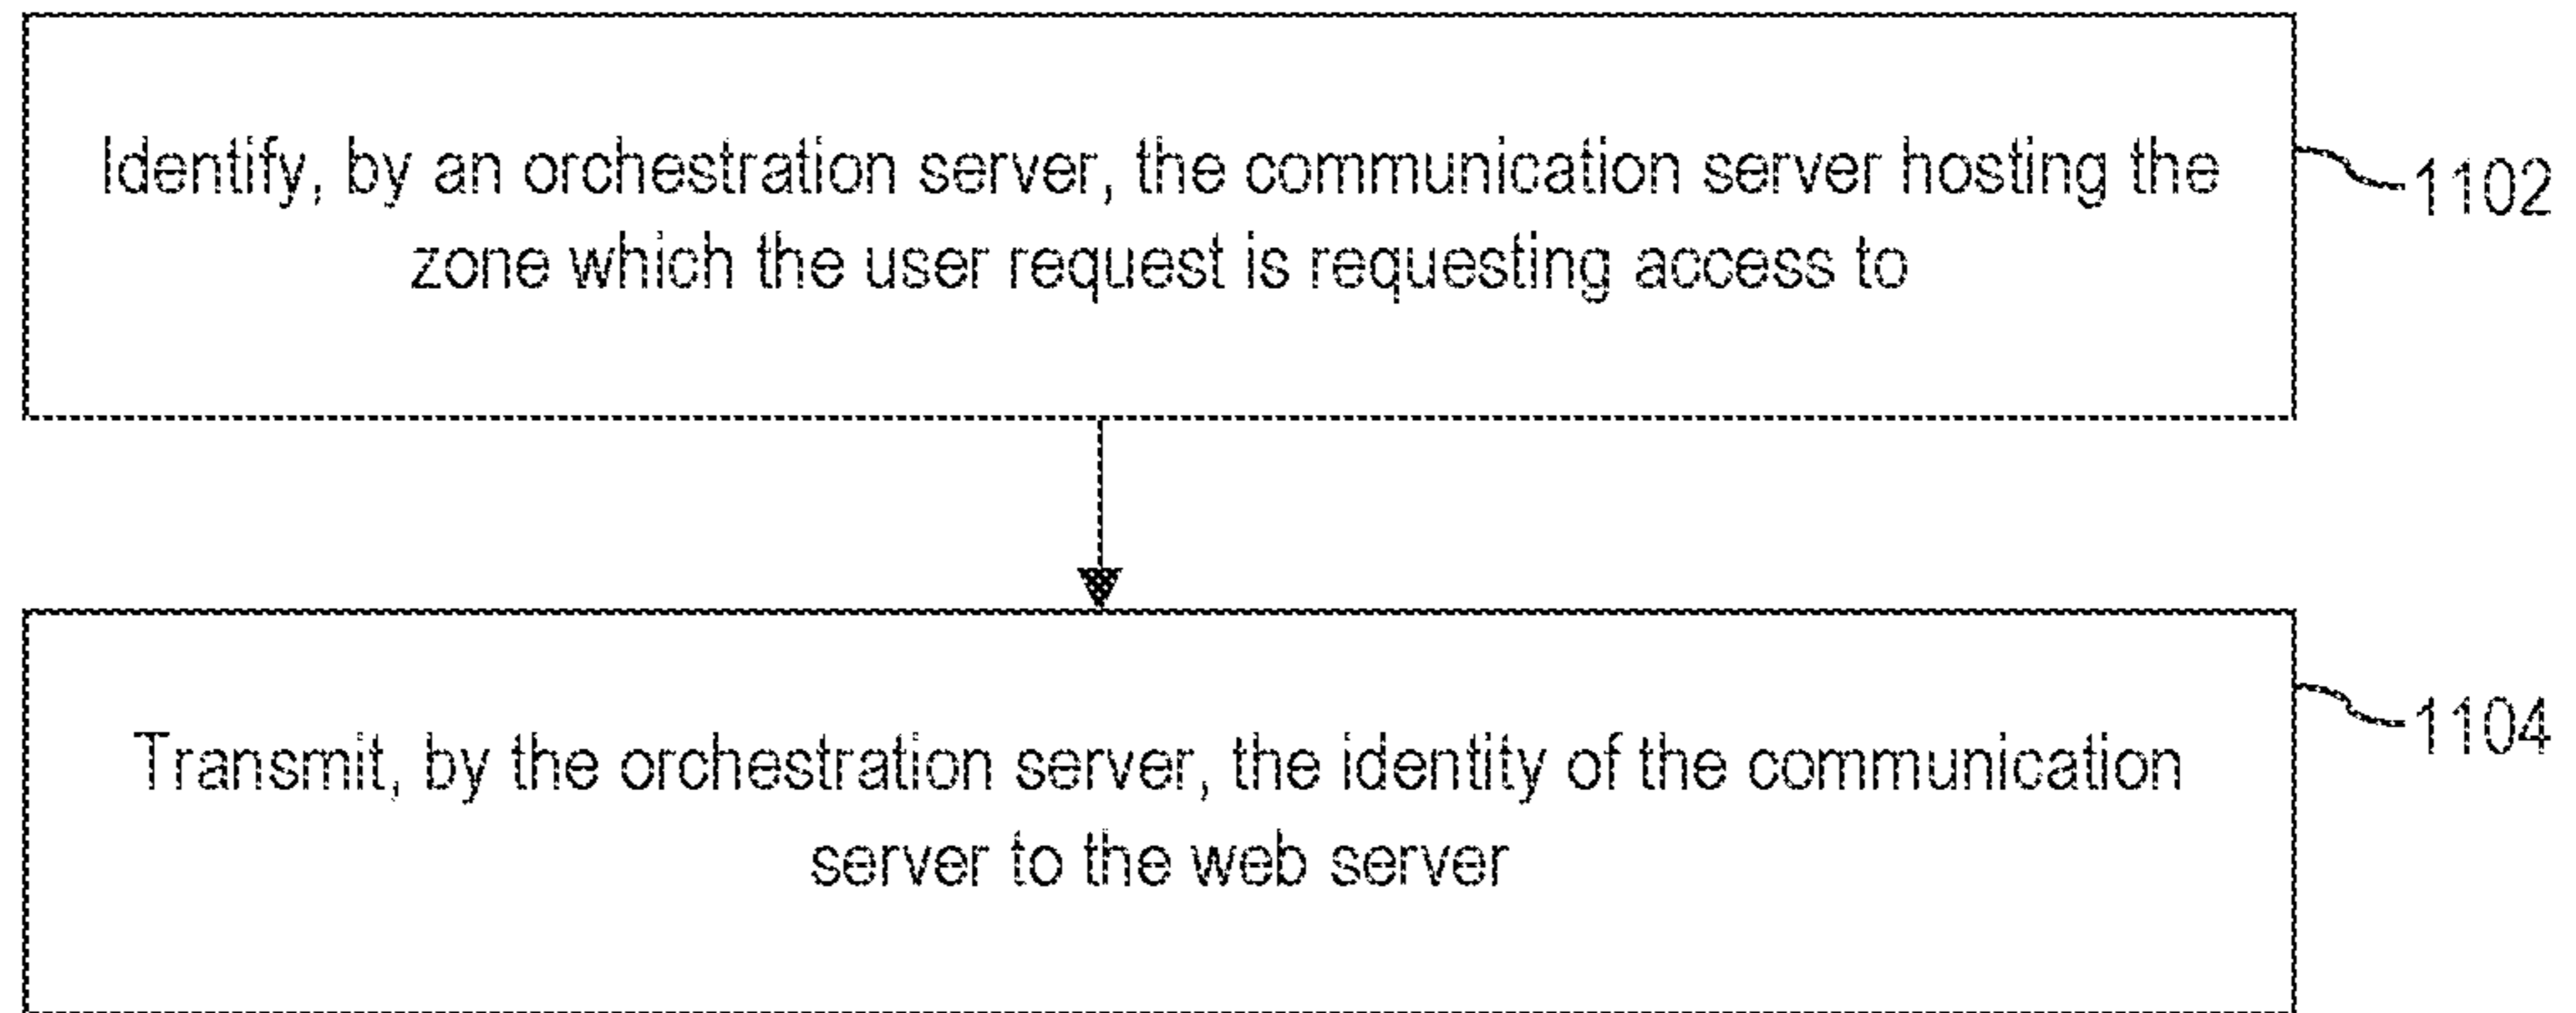 Identify, by an orchestration server, the communication server hosting the
zone which the user request is requesting access to
1102
Transmit, by the orchestration server, the identity of the communication
server to the web server
1104